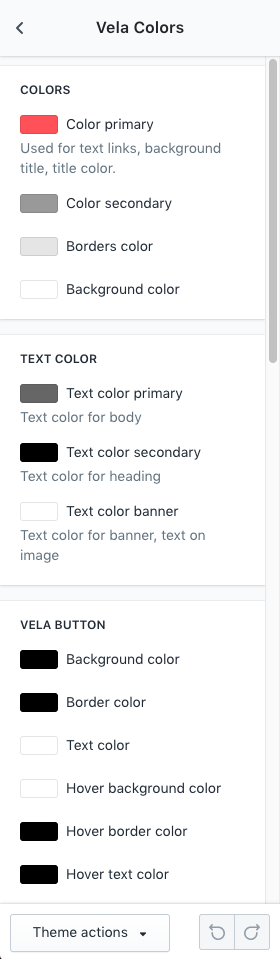 Vela Colors
COLORS
Color primary
Used for text links, background
title, title color.
Color secondary
Borders color
Background color
TEXT COLOR
Text color primary
Text color for body
Text color secondary
Text color for heading
Text color banner
Text color for banner, text on
image
VELA BUTTON
Background color
Border color
Text color
Hover background color
Hover border color
Hover text color
Theme actions